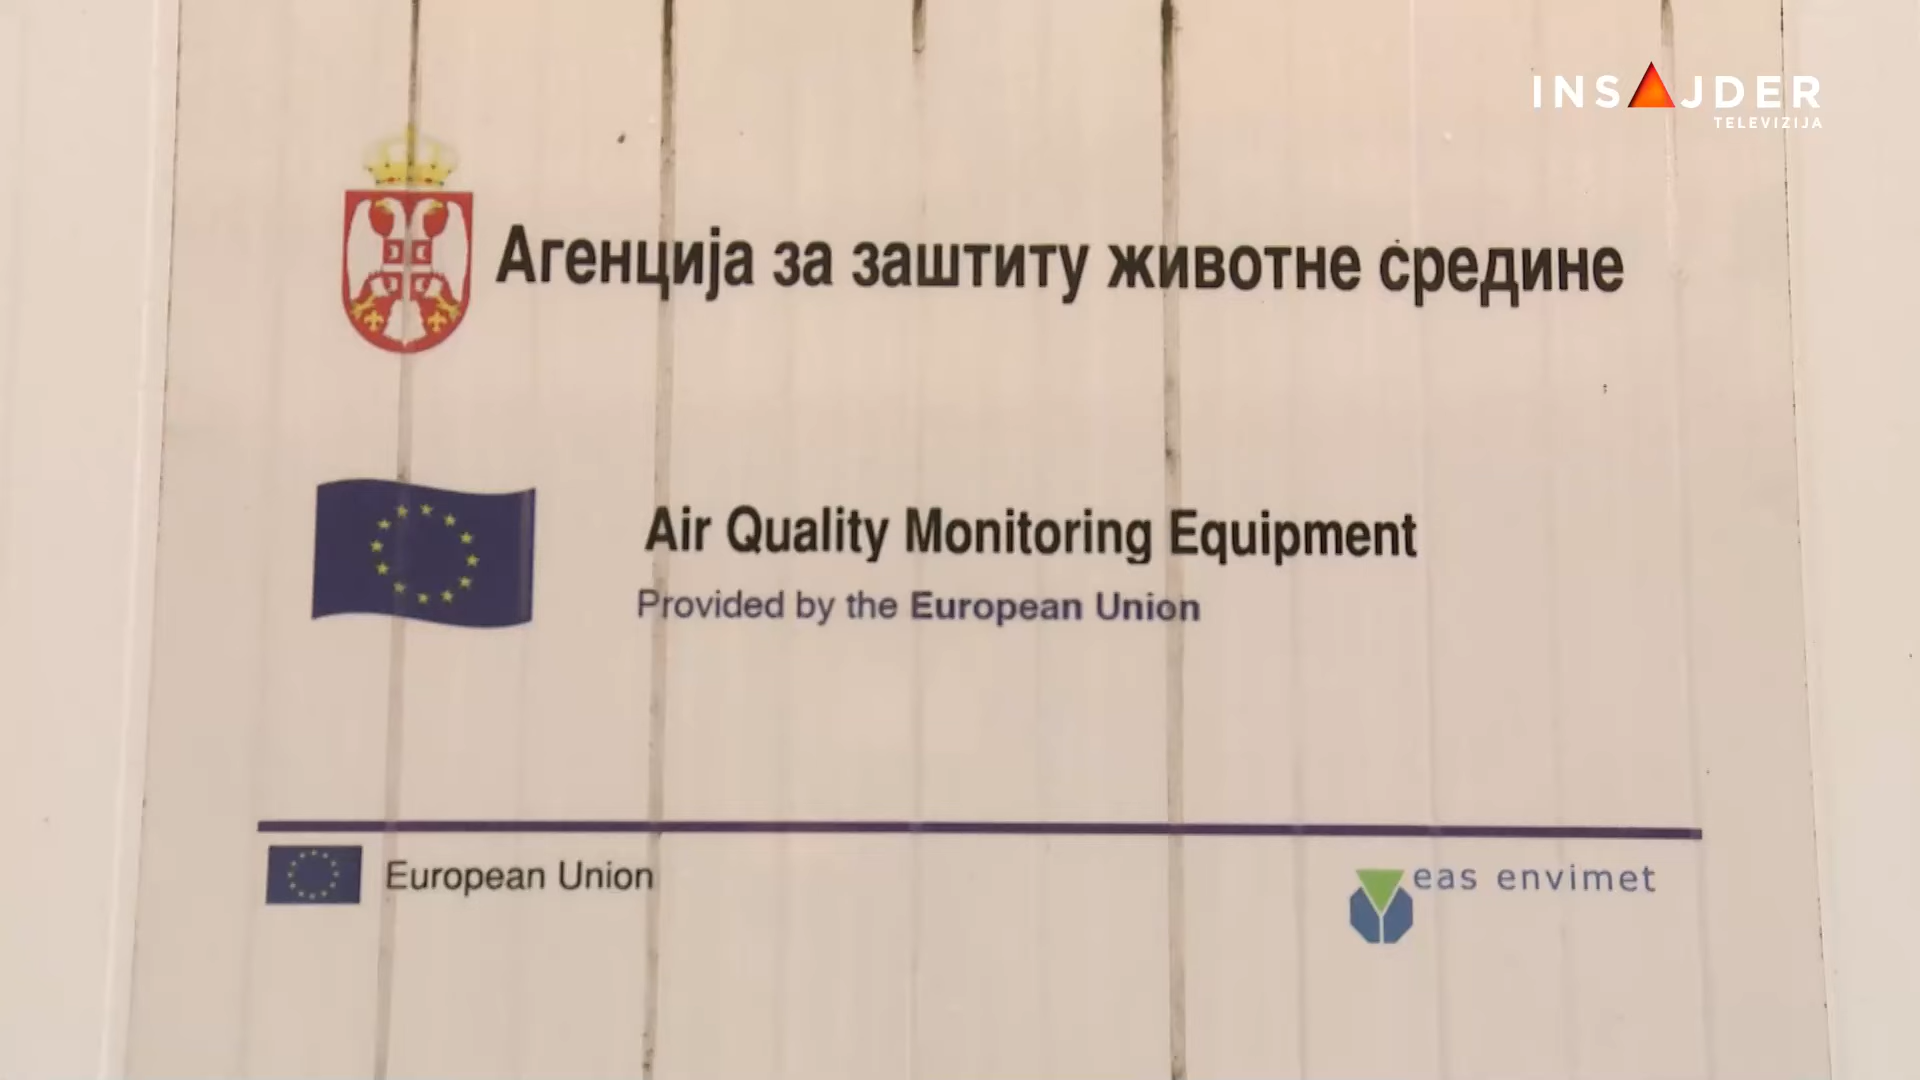 INSAJDER
TELEVIZIJA
Агенција за заштиту животне средине
Air Quality Monitoring Equipment
Provided by the European Union
European Union
eas envimet